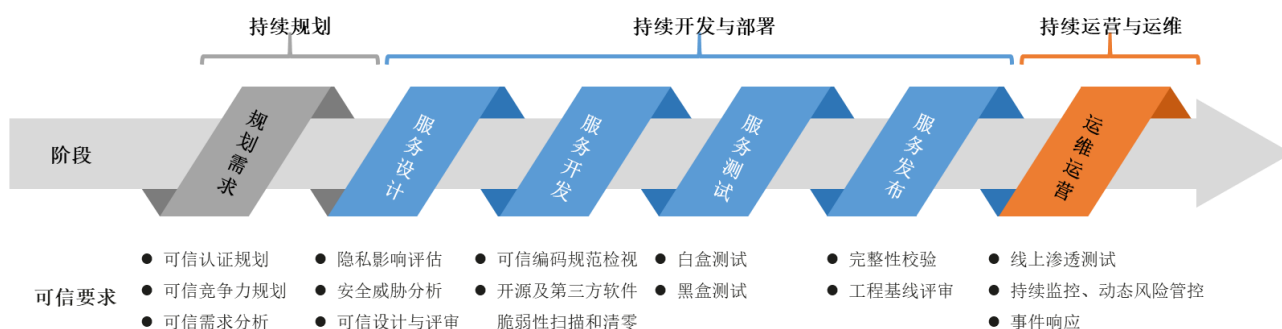 持续规划
持续开发与部署
持续运营与运维
阶段
规划需求
服务设计
服务开发
服务测试
服务发布
运维运营
可信要求
● 可信认证规划
● 可信竞争力规划
● 可信需求分析
● 隐私影响评估
● 安全威胁分析
● 可信设计与评审
● 可信编码规范检视
● 开源及第三方软件
脆弱性扫描和清零
● 白盒测试
● 黑盒测试
● 完整性校验
● 工程基线评审
● 线上渗透测试
● 持续监控、动态风险管控
● 事件响应